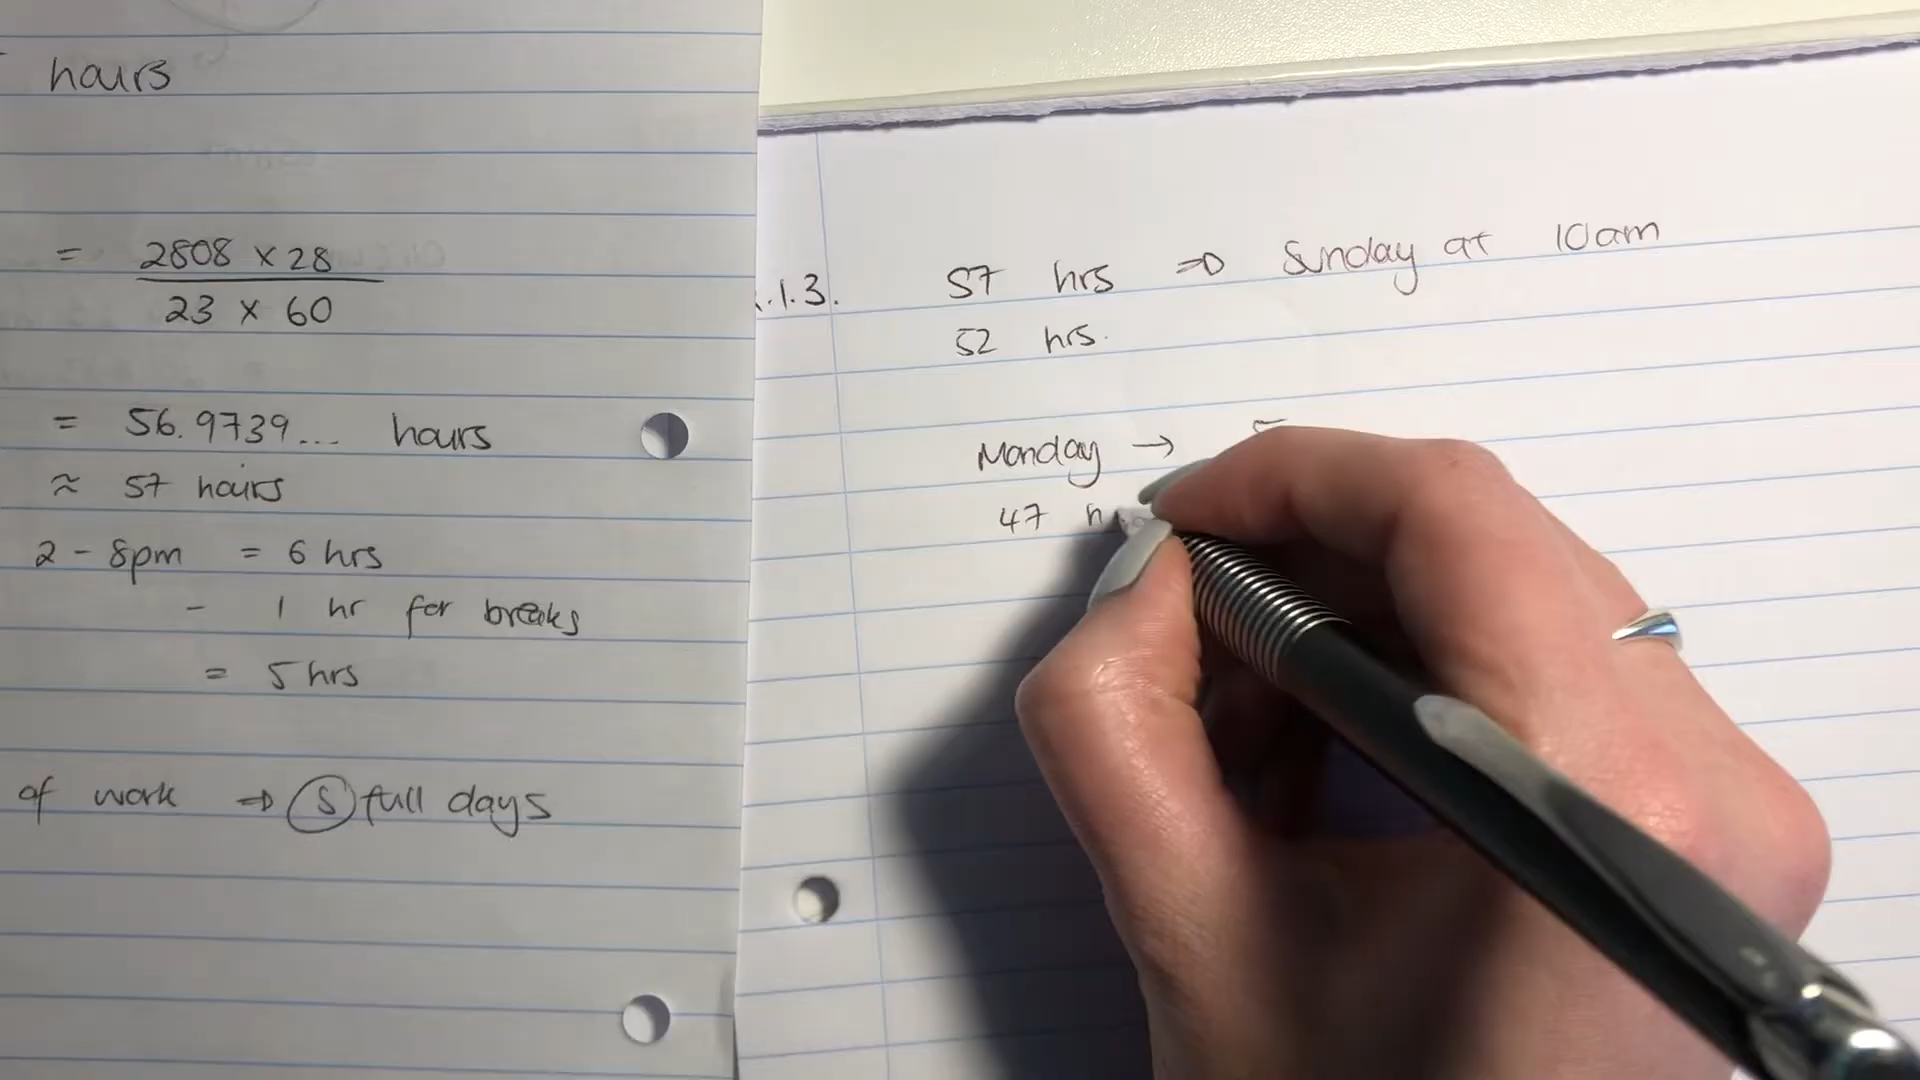 hours
= 2808 x 28
23 x 60
= 56.9739... hours
≈ 57 hours
2 - 8pm = 6 hrs
- 1 hr for breaks
= 5 hrs
of work ⇒ 5 full days
.1.3. 57 hrs ⇒ Sunday at 10am
52 hrs.
Monday →
47 h